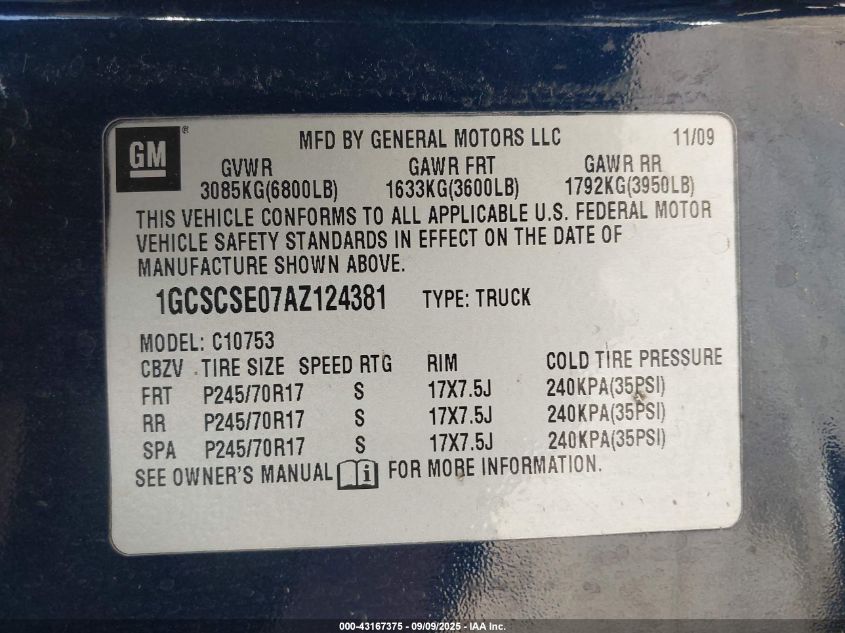 GM®
MFD BY GENERAL MOTORS LLC 11/09
GVWR GAWR FRT GAWR RR
3085KG(6800LB) 1633KG(3600LB) 1792KG(3950LB)
THIS VEHICLE CONFORMS TO ALL APPLICABLE U.S. FEDERAL MOTOR
VEHICLE SAFETY STANDARDS IN EFFECT ON THE DATE OF
MANUFACTURE SHOWN ABOVE.
1GCSCSE07AZ124381 TYPE: TRUCK
MODEL: C10753
CBZV TIRE SIZE SPEED RTG RIM COLD TIRE PRESSURE
FRT P245/70R17 S 17X7.5J 240KPA(35PSI)
RR P245/70R17 S 17X7.5J 240KPA(35PSI)
SPA P245/70R17 S 17X7.5J 240KPA(35PSI)
SEE OWNER'S MANUAL i FOR MORE INFORMATION.
000-43167375 - 09/09/2025 - IAA Inc.